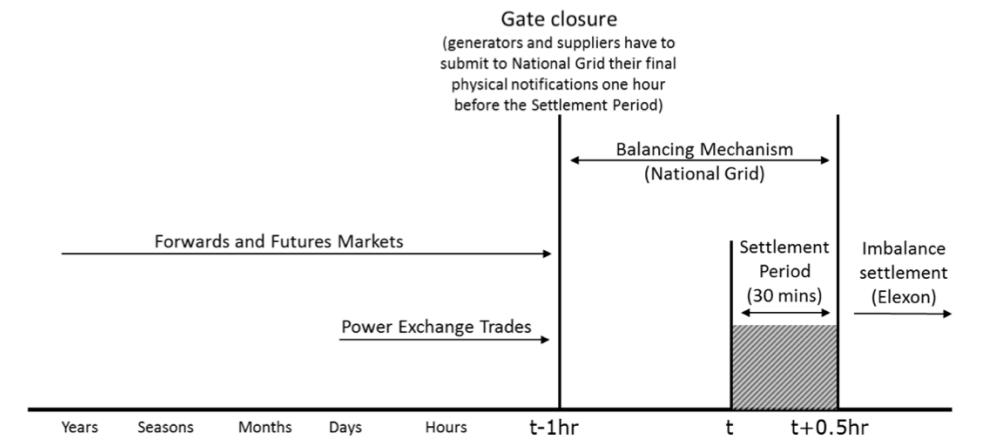 Gate closure
(generators and suppliers have to
submit to National Grid their final
physical notifications one hour
before the Settlement Period)
Balancing Mechanism
(National Grid)
Forwards and Futures Markets
Settlement
Period
(30 mins)
Imbalance
settlement
(Elexon)
Power Exchange Trades
Years Seasons Months Days Hours t-1hr t t+0.5hr